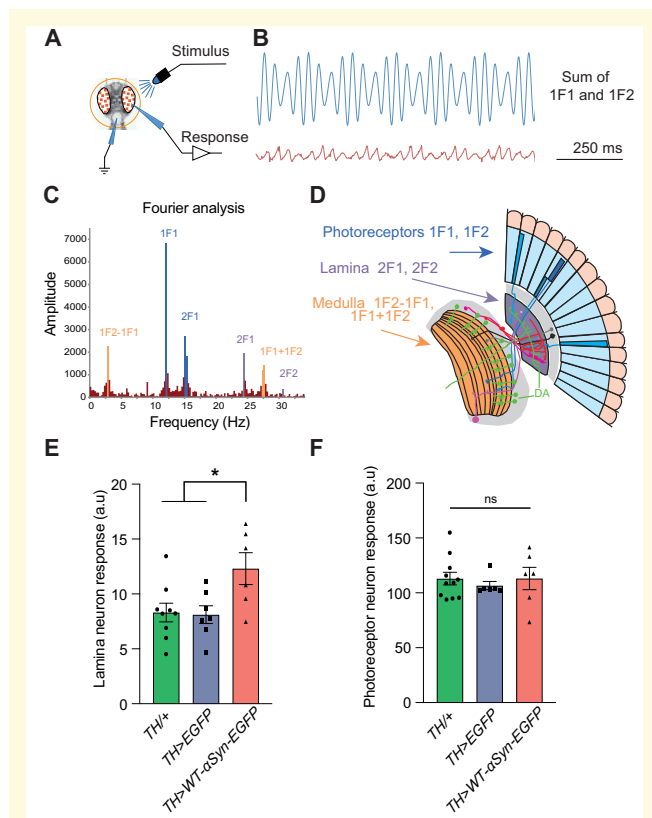 A
Stimulus
Response
B
Sum of
1F1 and 1F2
250 ms
C
Fourier analysis
Amplitude
7000
6000
5000
4000
3000
2000
1000
0
1F2-1F1
1F1
2F1
2F1
1F1+1F2
2F2
0
5
10
15
20
25
30
Frequency (Hz)
D
Photoreceptors 1F1, 1F2
Lamina 2F1, 2F2
Medulla 1F2-1F1,
1F1+1F2
DA
E
Lamina neuron response (a.u)
20
15
10
5
0
*
TH/+
TH>EGFP
TH>WT-αSyn-EGFP
F
Photoreceptor neuron response (a.u)
200
150
100
50
0
ns
TH/+
TH>EGFP
TH>WT-αSyn-EGFP